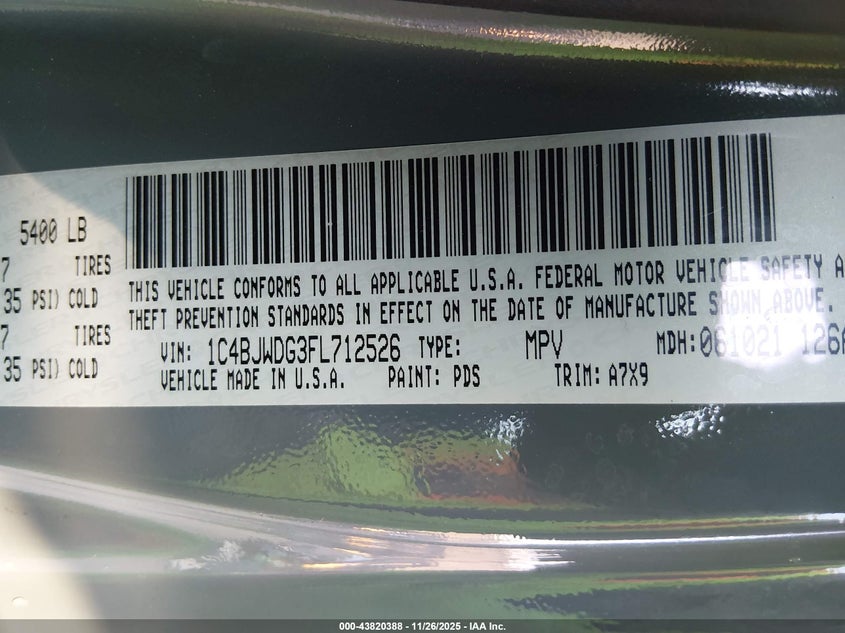 5400 LB
7 TIRES
35 PSI) COLD
7 TIRES
35 PSI) COLD
THIS VEHICLE CONFORMS TO ALL APPLICABLE U.S.A. FEDERAL MOTOR VEHICLE SAFETY A
THEFT PREVENTION STANDARDS IN EFFECT ON THE DATE OF MANUFACTURE SHOWN ABOVE.
VIN: 1C4BJWDG3FL712526 TYPE: MPV MDH: 061021 126
VEHICLE MADE IN U.S.A. PAINT: PDS TRIM: A7X9
000-43820388 - 11/26/2025 - IAA Inc.